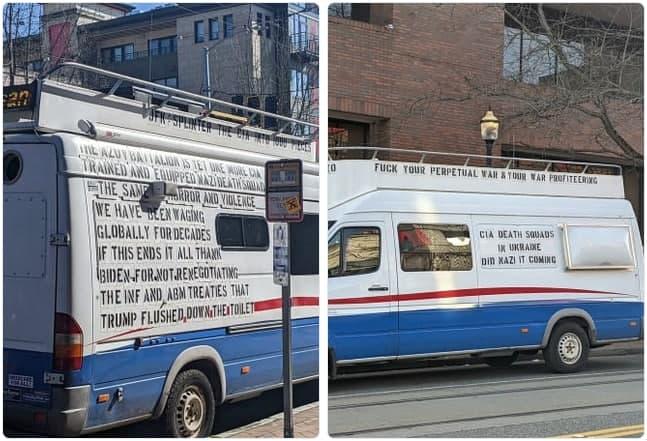 JFK: SPLINTER THE CIA INTO 1000 PIECES
THE AZOV BATTALION IS YET ONE MORE CIA
TRAINED AND EQUIPPED NAZI DEATH SQUAD
THE SAME HORROR AND VIOLENCE
WE HAVE BEEN WAGING
GLOBALLY FOR DECADES
IF THIS ENDS IT ALL THANK
BIDEN FOR NOT RENEGOTIATING
THE INF AND ABM TREATIES THAT
TRUMP FLUSHED DOWN THE TOILET
FUCK YOUR PERPETUAL WAR & YOUR WAR PROFITEERING
CIA DEATH SQUADS
IN UKRAINE
DID NAZI IT COMING